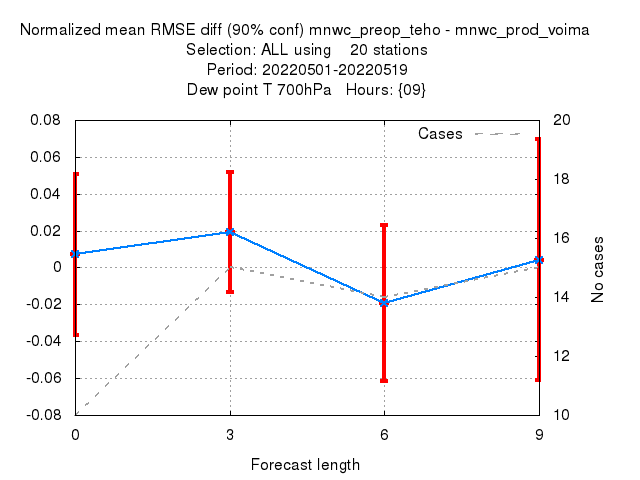 Normalized mean RMSE diff (90% conf) mnwc_preop_teho - mnwc_prod_voima
Selection: ALL using    20 stations
Period: 20220501-20220519
Dew point T 700hPa   Hours: {09}
Cases
0.08
0.06
0.04
0.02
0
-0.02
-0.04
-0.06
-0.08
20
18
16
14
12
10
No cases
0 3 6 9
Forecast length